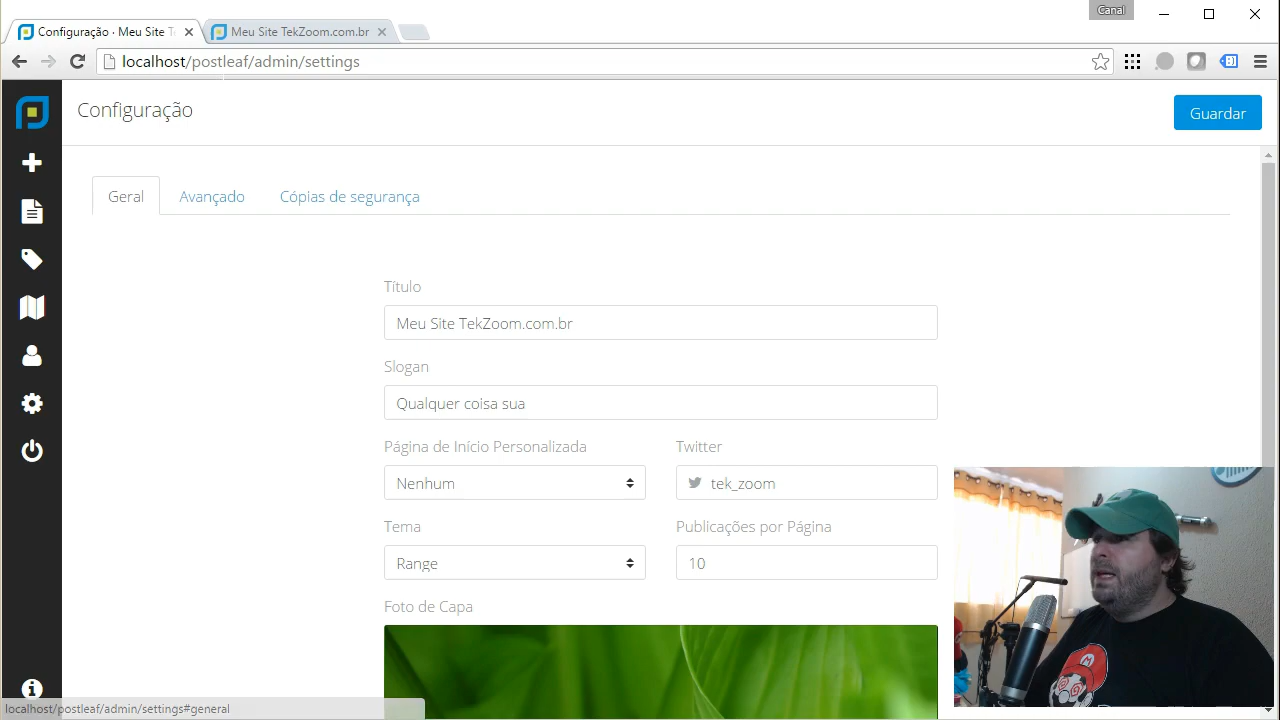 Canal
Configuração · Meu Site T
Meu Site TekZoom.com.br
localhost/postleaf/admin/settings
Configuração
Guardar
Geral
Avançado
Cópias de segurança
Título
Meu Site TekZoom.com.br
Slogan
Qualquer coisa sua
Página de Início Personalizada
Twitter
Nenhum
tek_zoom
Tema
Publicações por Página
Range
10
Foto de Capa
localhost/postleaf/admin/settings#general